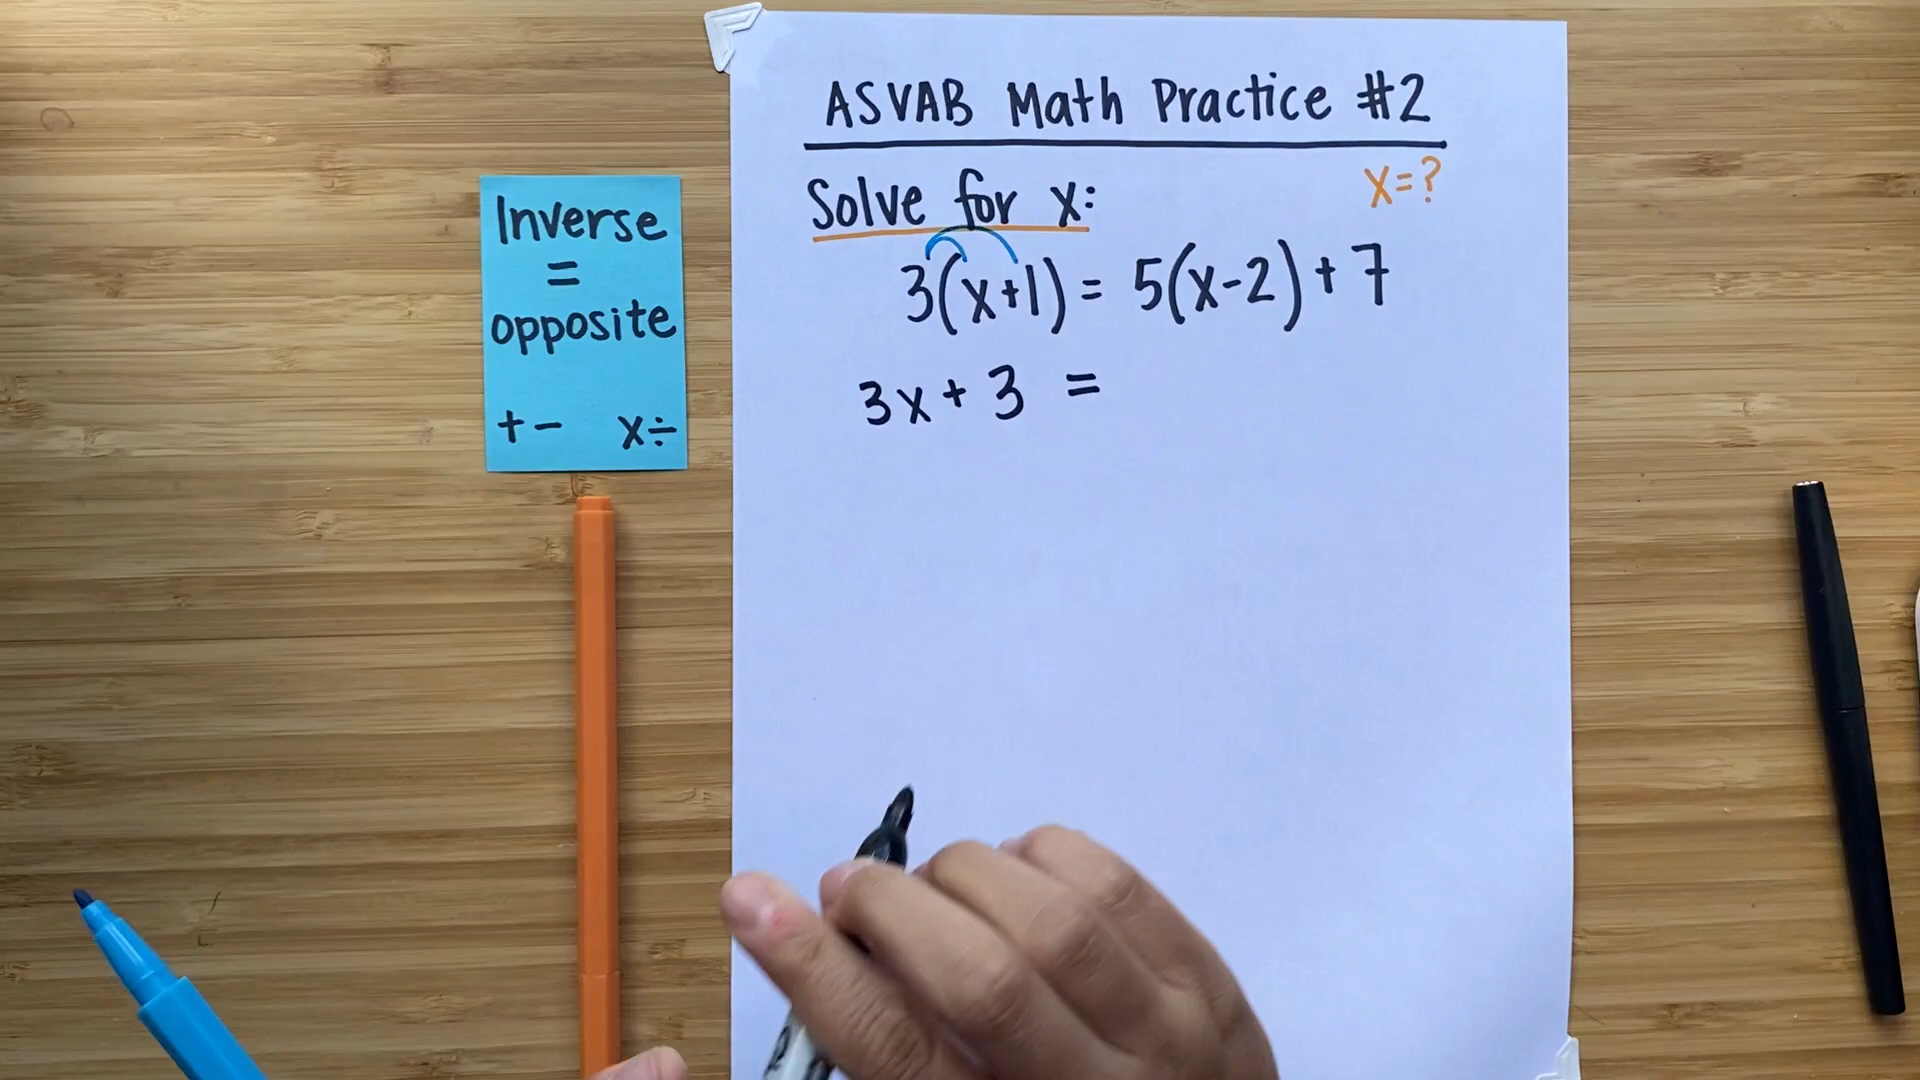 ASVAB Math Practice #2
Solve for x:
x=?
3(x+1) = 5(x-2)+7
3x+3 =
Inverse
=
opposite
+- x÷